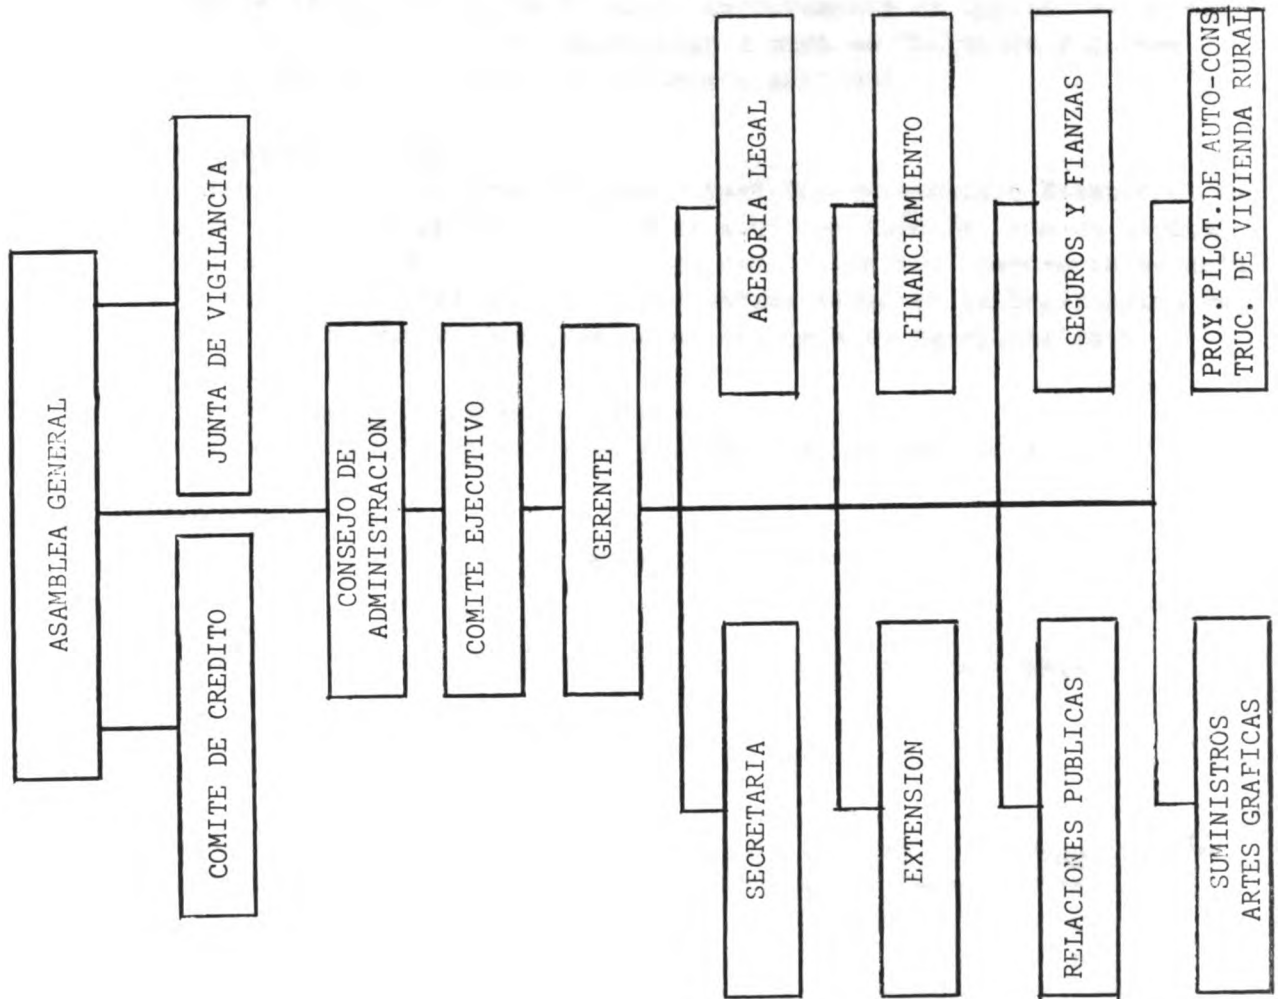 ASAMBLEA GENERAL
COMITE DE CREDITO
JUNTA DE VIGILANCIA
CONSEJO DE
ADMINISTRACION
COMITE EJECUTIVO
GERENTE
SECRETARIA
ASESORIA LEGAL
EXTENSION
FINANCIAMIENTO
RELACIONES PUBLICAS
SEGUROS Y FIANZAS
SUMINISTROS
ARTES GRAFICAS
PROY.PILOT.DE AUTO-CONS
TRUC. DE VIVIENDA RURAL